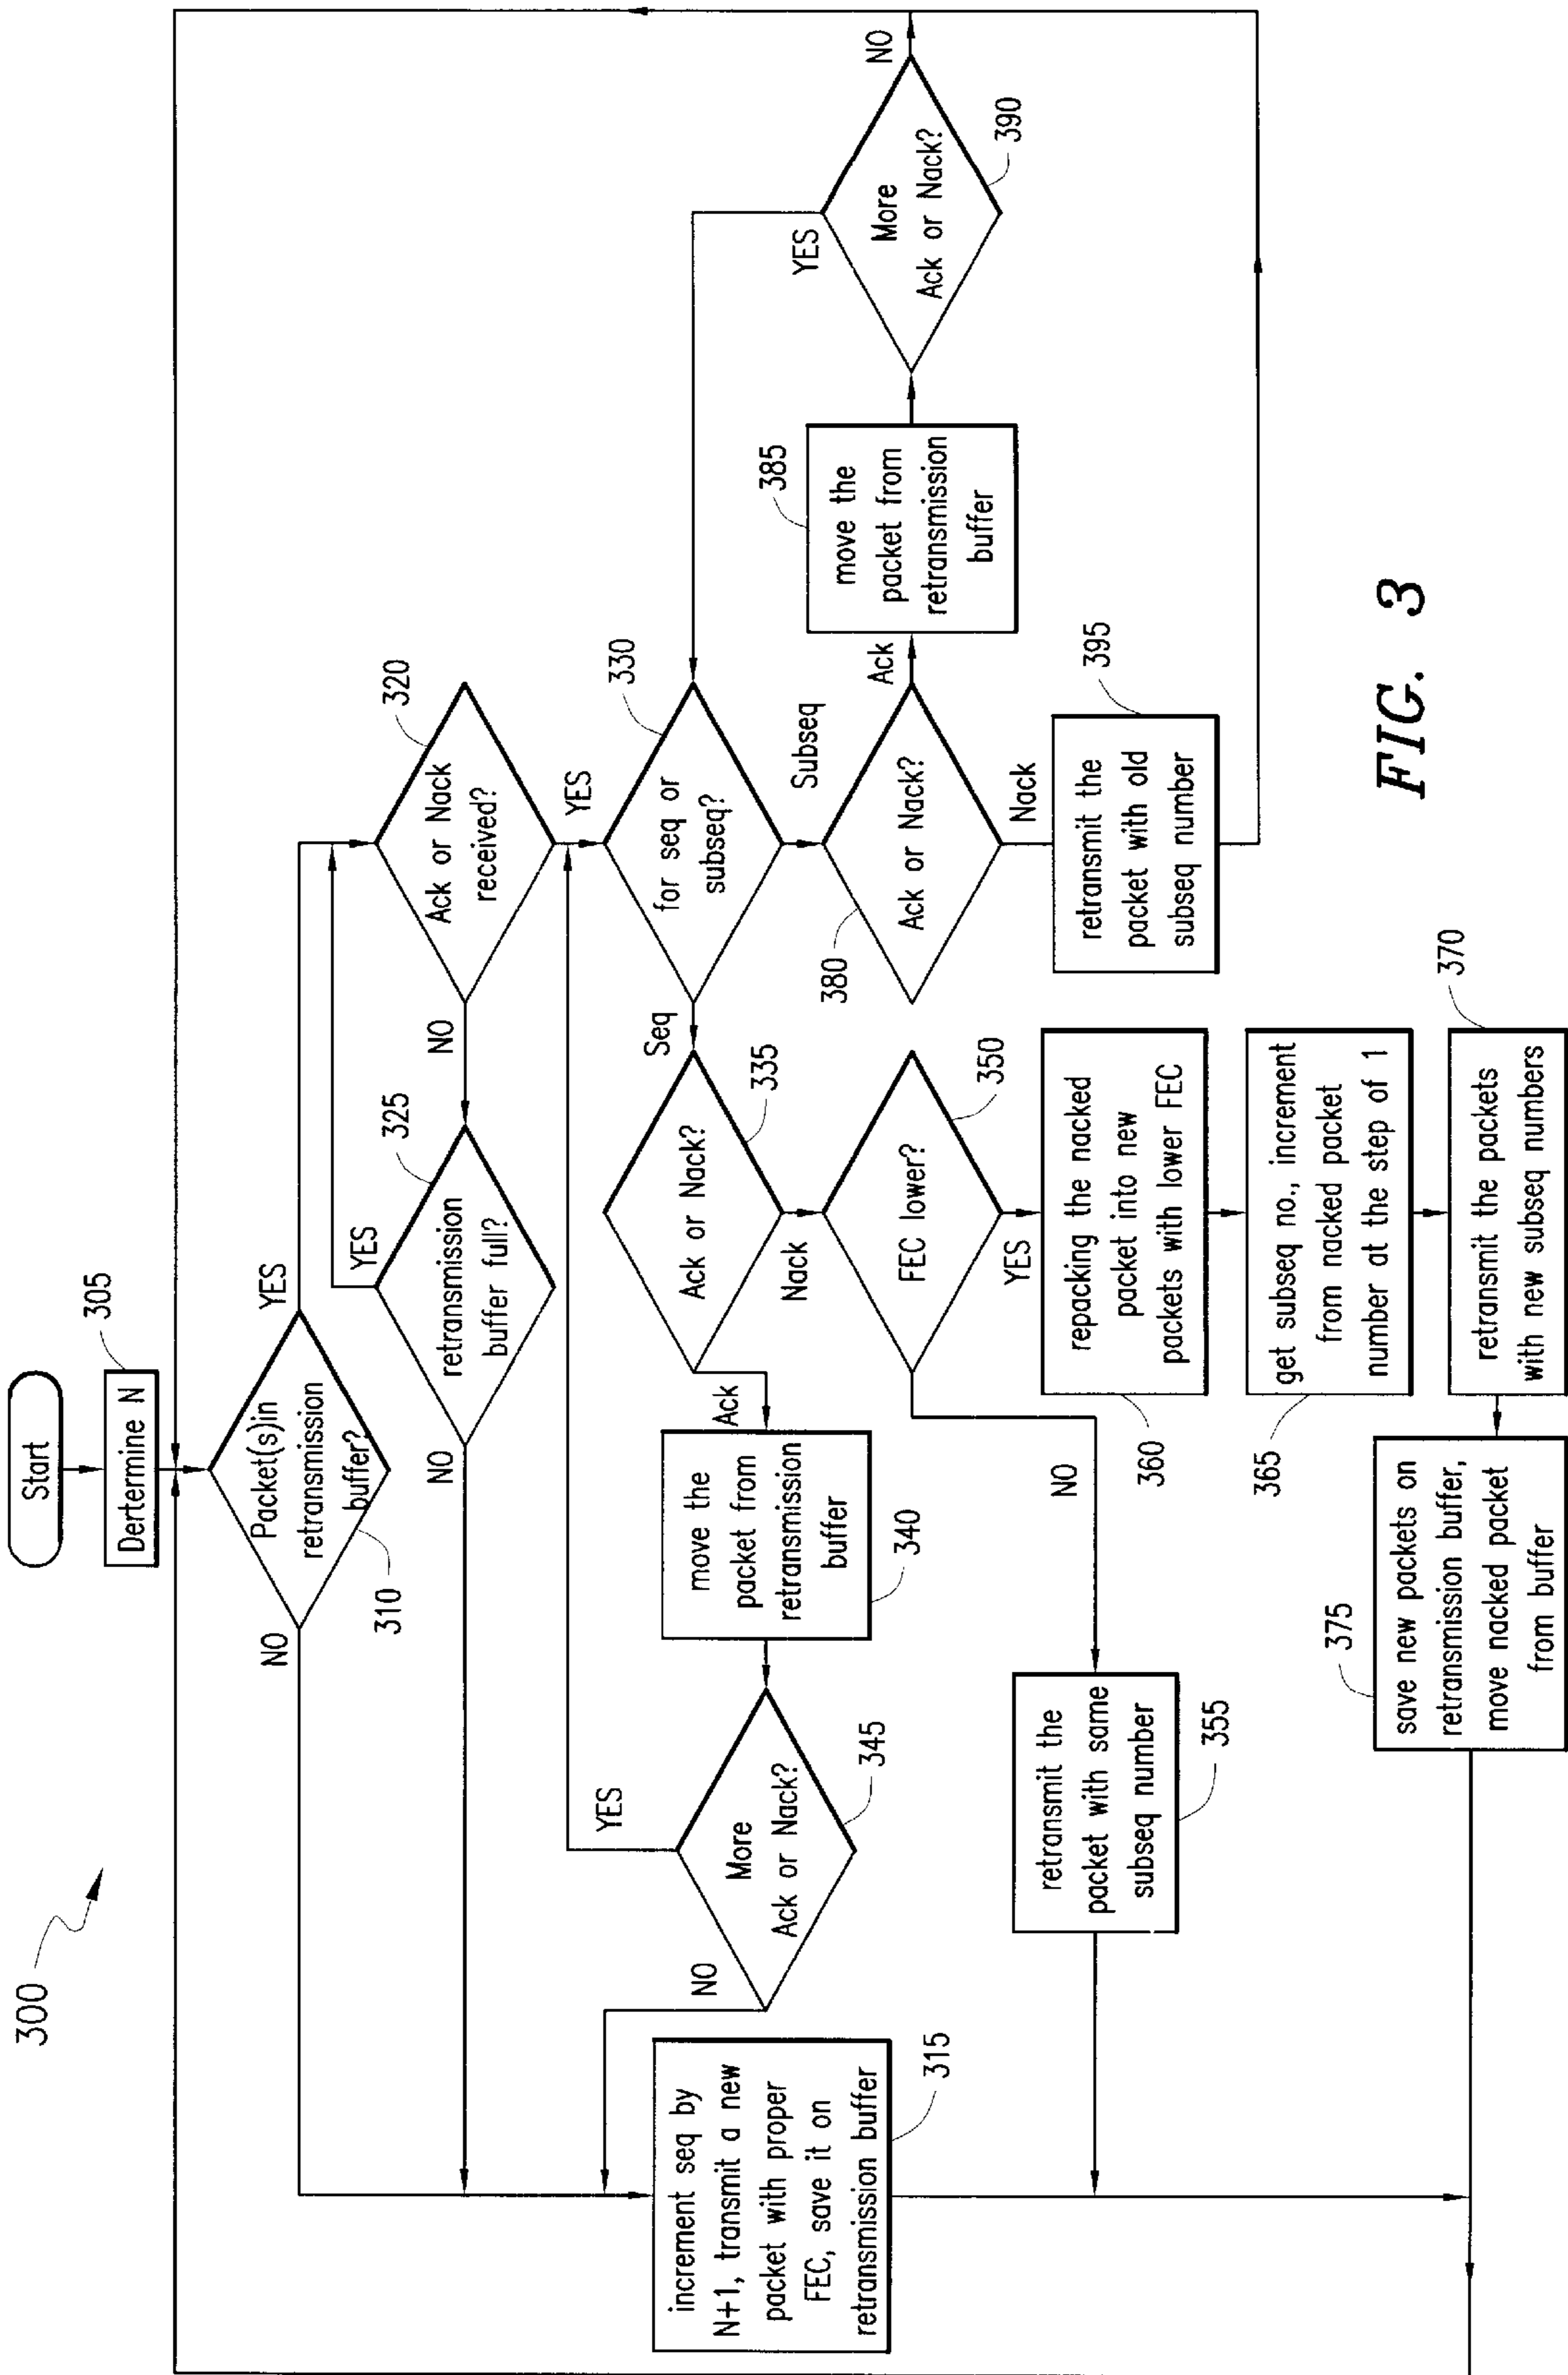 300
Start
Dertermine N
305
Packet(s)in
retransmission
buffer?
310
NO
YES
Ack or Nack
received?
320
NO
YES
retransmission
buffer full?
325
YES
NO
for seq or
subseq?
330
Seq
Subseq
Ack or Nack?
335
Ack
Nack
move the
packet from
retransmission
buffer
340
More
Ack or Nack?
345
YES
NO
increment seq by
N+1, transmit a new
packet with proper
FEC, save it on
retransmission buffer
315
FEC lower?
350
NO
YES
retransmit the
packet with same
subseq number
355
repacking the nacked
packet into new
packets with lower FEC
360
get subseq no., increment
from nacked packet
number at the step of 1
365
retransmit the packets
with new subseq numbers
370
save new packets on
retransmission buffer,
move nacked packet
from buffer
375
Ack or Nack?
380
Ack
Nack
move the
packet from
retransmission
buffer
385
More
Ack or Nack?
390
YES
NO
retransmit the
packet with old
subseq number
395
FIG. 3